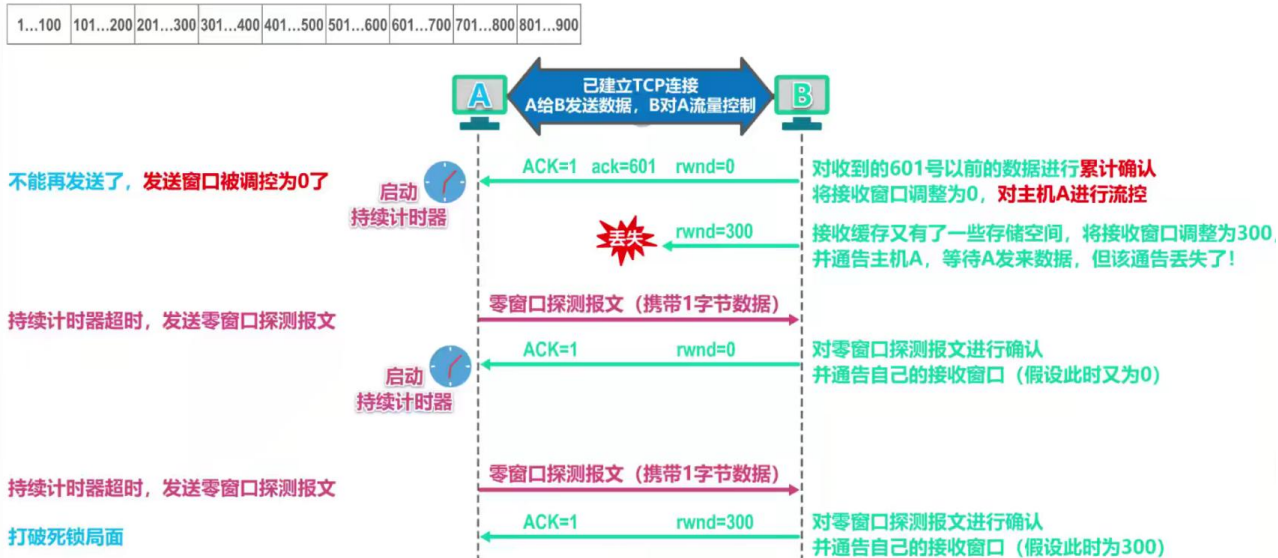 1...100 101...200 201...300 301...400 401...500 501...600 601...700 701...800 801...900
A
已建立TCP连接
A给B发送数据，B对A流量控制
B
不能再发送了，发送窗口被调控为0了
启动
持续计时器
ACK=1 ack=601 rwnd=0
对收到的601号以前的数据进行累计确认
将接收窗口调整为0，对主机A进行流控
丢失
rwnd=300
接收缓存又有了一些存储空间，将接收窗口调整为300，
并通告主机A，等待A发来数据，但该通告丢失了！
持续计时器超时，发送零窗口探测报文
零窗口探测报文（携带1字节数据）
启动
持续计时器
ACK=1 rwnd=0
对零窗口探测报文进行确认
并通告自己的接收窗口（假设此时又为0）
持续计时器超时，发送零窗口探测报文
零窗口探测报文（携带1字节数据）
打破死锁局面
ACK=1 rwnd=300
对零窗口探测报文进行确认
并通告自己的接收窗口（假设此时为300）